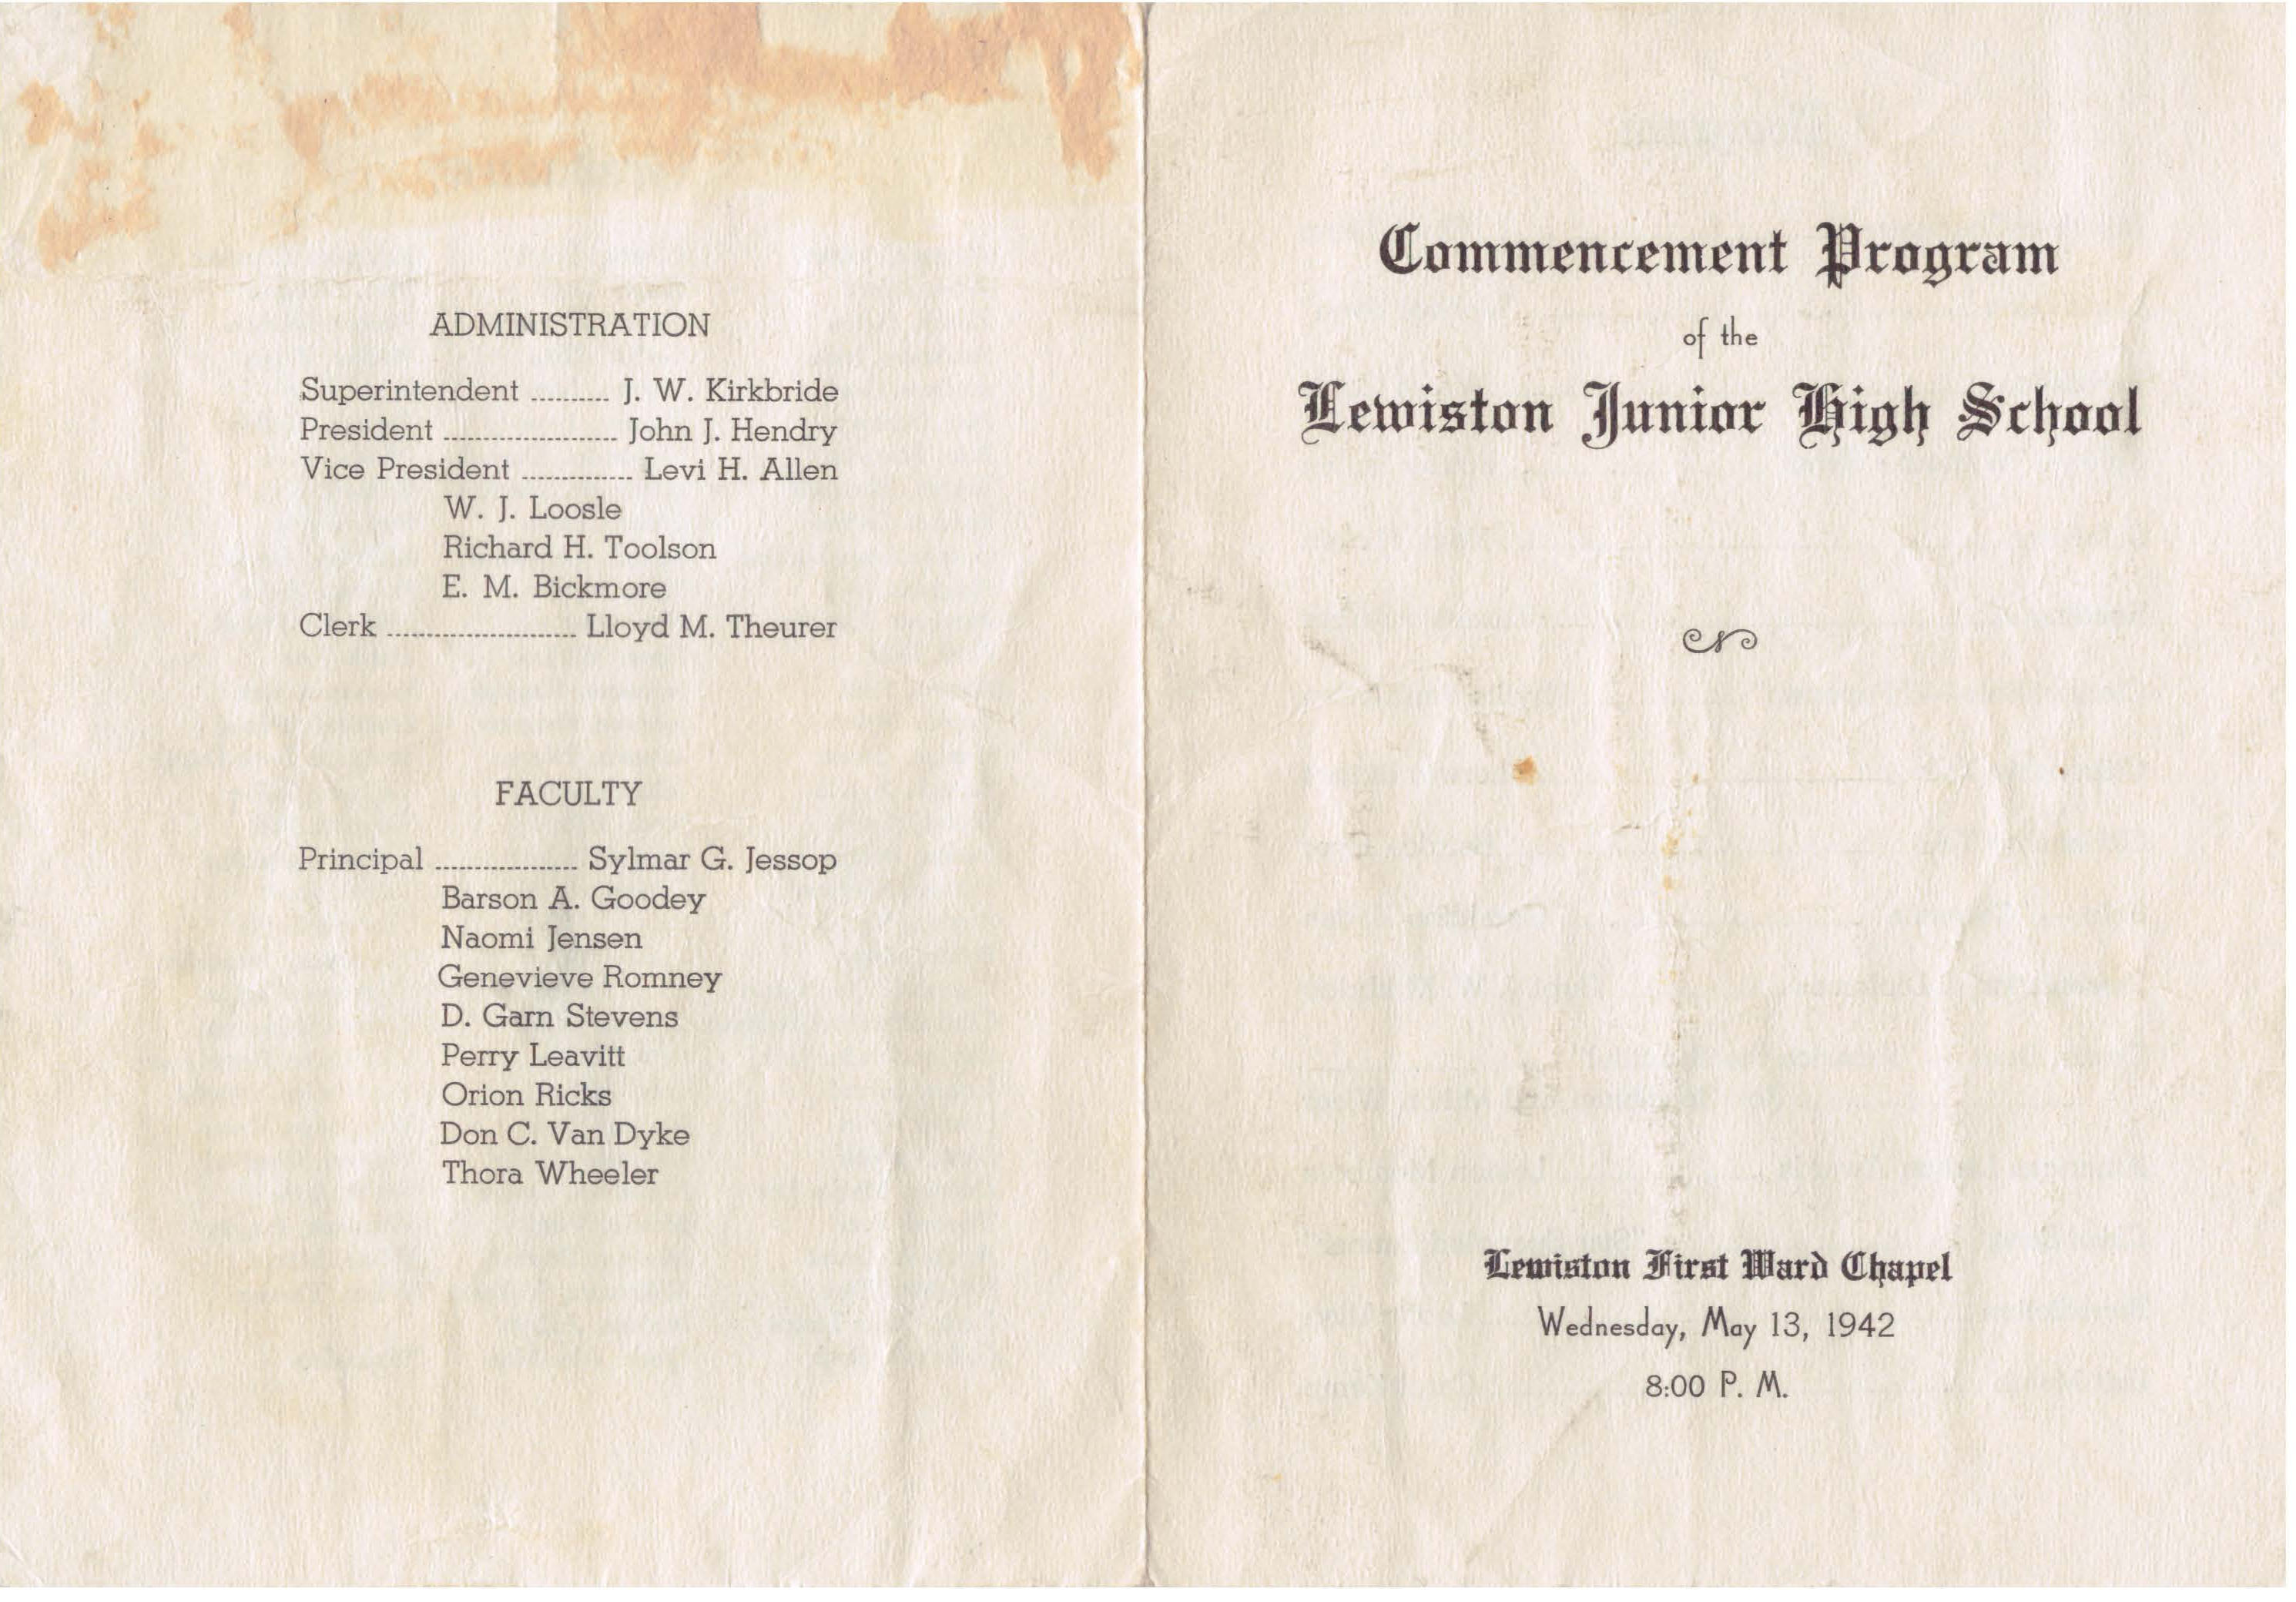 ADMINISTRATION
Superintendent .......... J. W. Kirkbride
President ...................... John J. Hendry
Vice President .............. Levi H. Allen
W. J. Loosle
Richard H. Toolson
E. M. Bickmore
Clerk ........................ Lloyd M. Theurer
FACULTY
Principal .................. Sylmar G. Jessop
Barson A. Goodey
Naomi Jensen
Genevieve Romney
D. Garn Stevens
Perry Leavitt
Orion Ricks
Don C. Van Dyke
Thora Wheeler
Commencement Program
of the
Lewiston Junior High School
Lewiston First Ward Chapel
Wednesday, May 13, 1942
8:00 P. M.